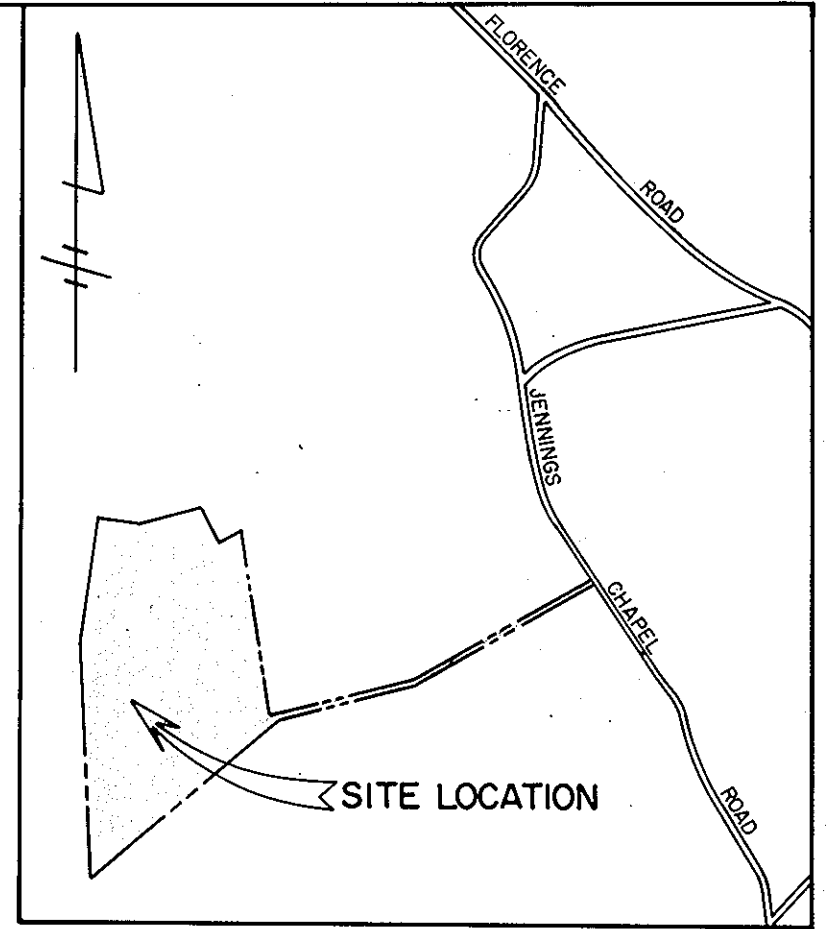 FLORENCE
ROAD
JENNINGS
CHAPEL
ROAD
SITE LOCATION